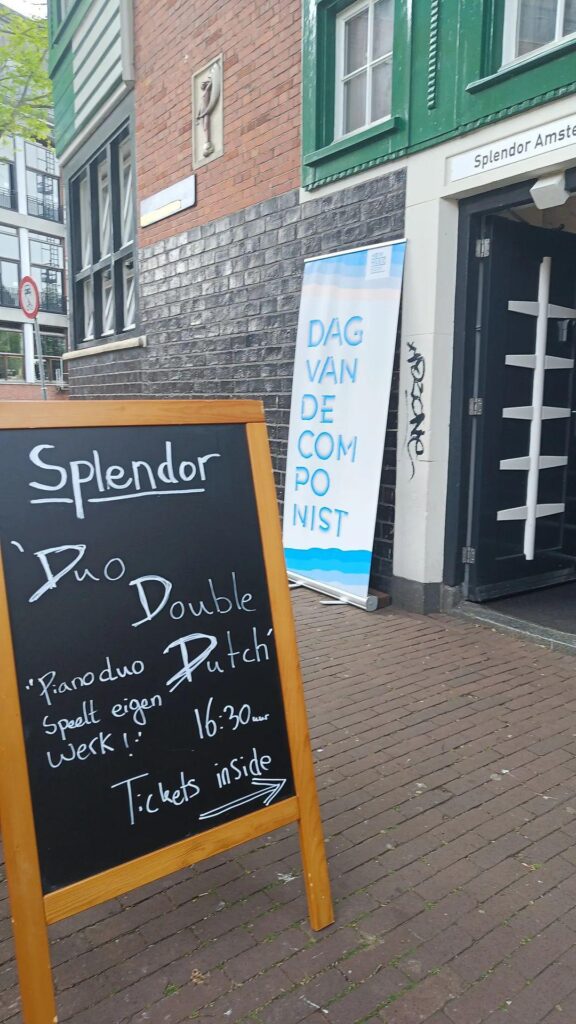 Splendor
'Duo
Double
Dutch'
"Pianoduo
Speelt eigen
werk!"
16:30 uur
Tickets inside
DAG
VAN
DE
COM
PO
NIST
Splendor Amste